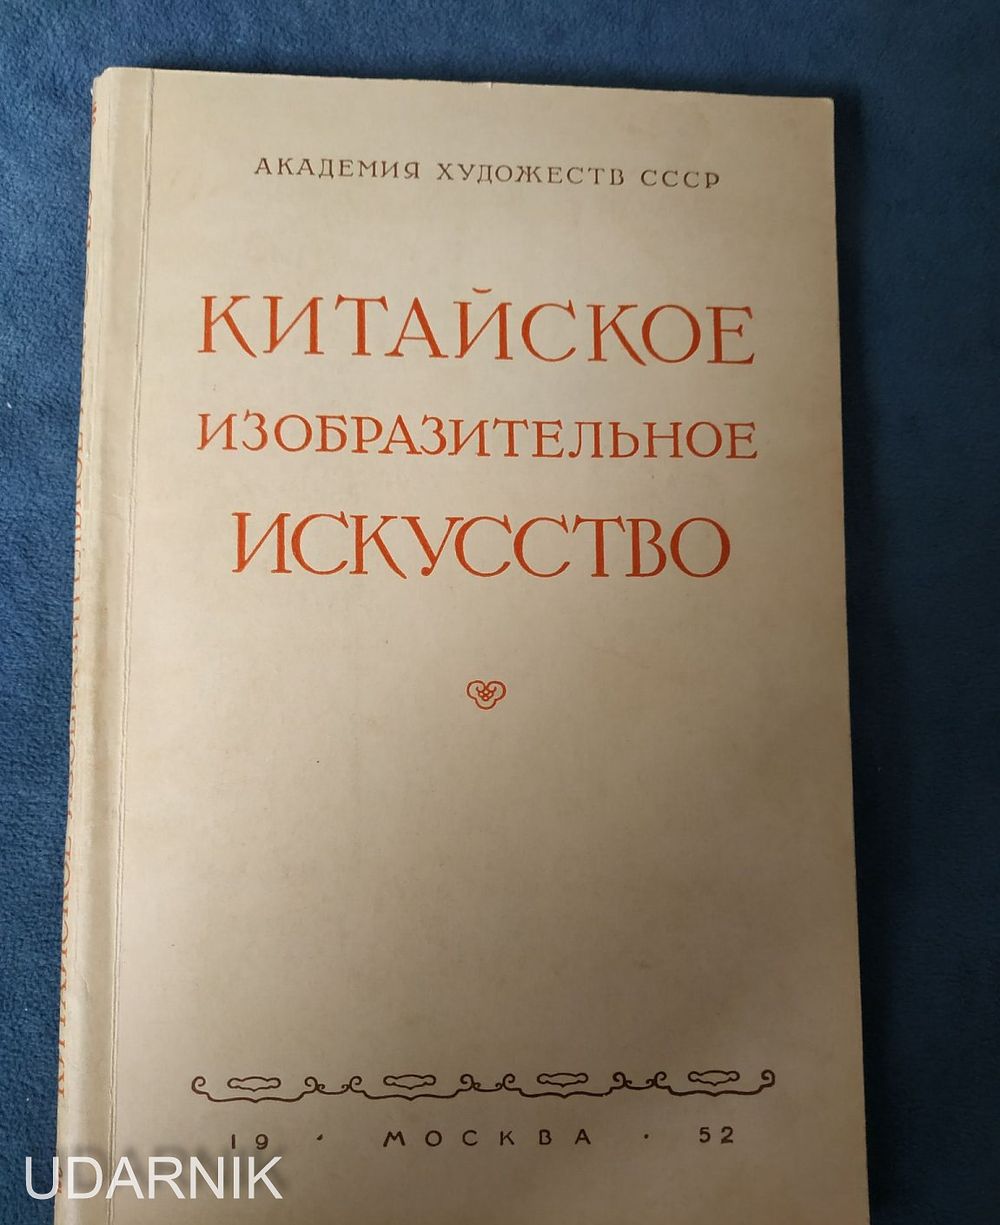 АКАДЕМИЯ ХУДОЖЕСТВ СССР
КИТАЙСКОЕ
ИЗОБРАЗИТЕЛЬНОЕ
ИСКУССТВО
19 · МОСКВА · 52
UDARNIK